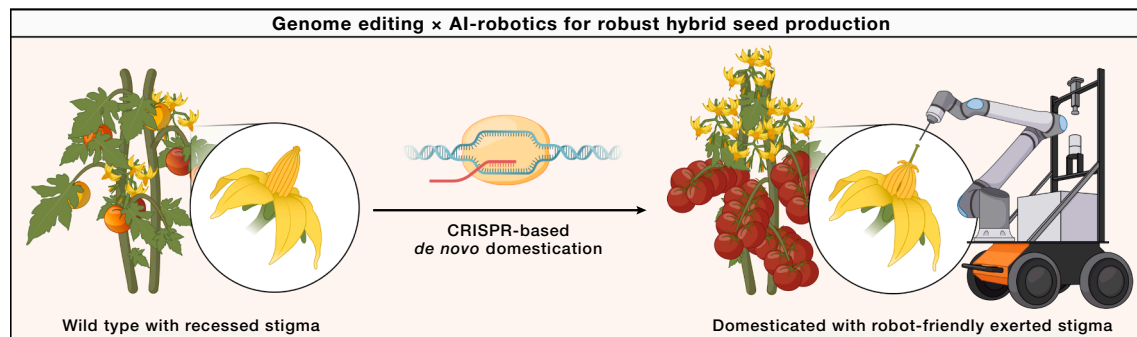 Genome editing × AI-robotics for robust hybrid seed production
CRISPR-based
de novo domestication
Wild type with recessed stigma
Domesticated with robot-friendly exerted stigma